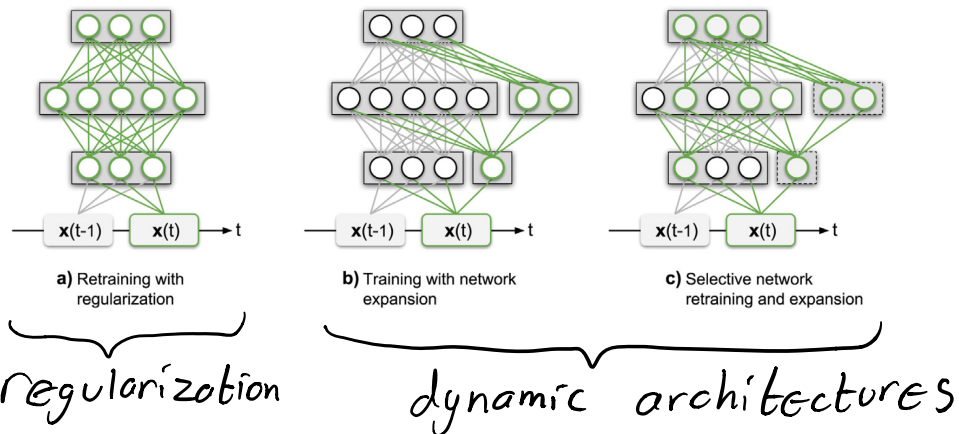 x(t-1) x(t) t
x(t-1) x(t) t
x(t-1) x(t) t
a) Retraining with
regularization
b) Training with network
expansion
c) Selective network
retraining and expansion
regularization
dynamic architectures